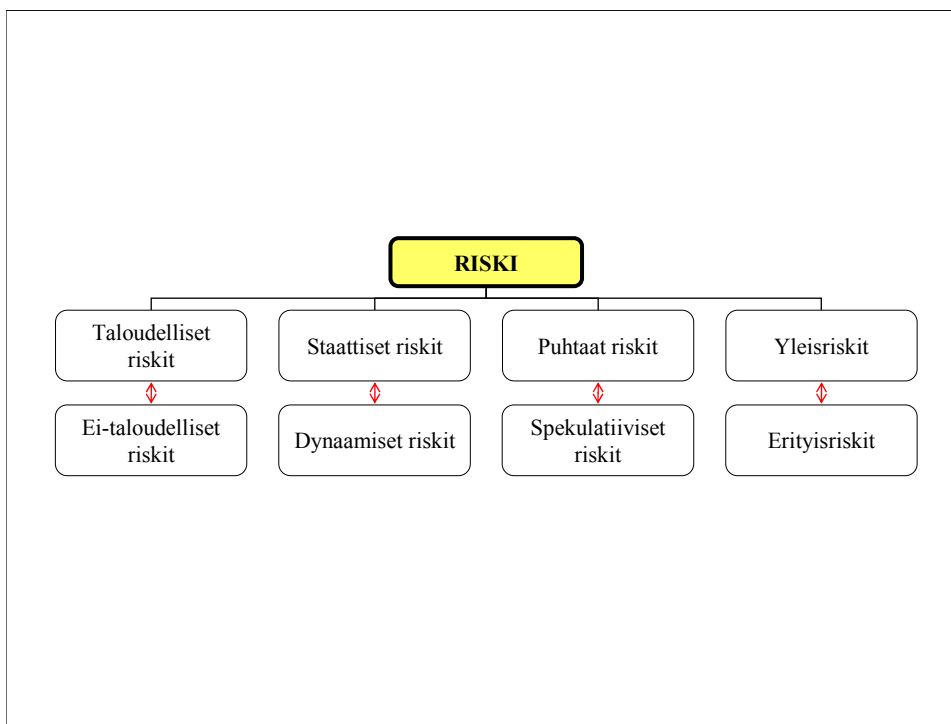 RISKI
Taloudelliset
riskit
Staattiset riskit
Puhtaat riskit
Yleisriskit
Ei-taloudelliset
riskit
Dynaamiset riskit
Spekulatiiviset
riskit
Erityisriskit